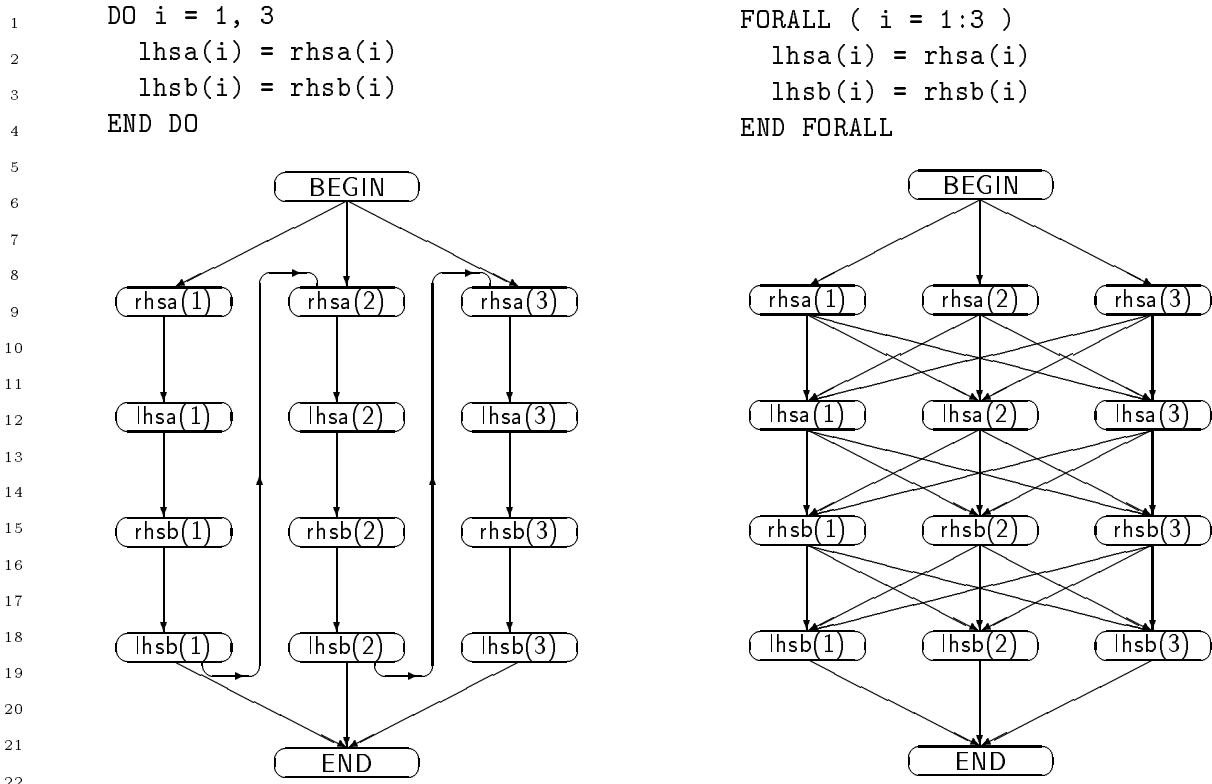 1
2
3
4
5
6
7
8
9
10
11
12
13
14
15
16
17
18
19
20
21
22
DO i = 1, 3
lhsa(i) = rhsa(i)
lhsb(i) = rhsb(i)
END DO
BEGIN
rhsa(1) rhsa(2) rhsa(3)
lhsa(1) lhsa(2) lhsa(3)
rhsb(1) rhsb(2) rhsb(3)
lhsb(1) lhsb(2) lhsb(3)
END
FORALL ( i = 1:3 )
lhsa(i) = rhsa(i)
lhsb(i) = rhsb(i)
END FORALL
BEGIN
rhsa(1) rhsa(2) rhsa(3)
lhsa(1) lhsa(2) lhsa(3)
rhsb(1) rhsb(2) rhsb(3)
lhsb(1) lhsb(2) lhsb(3)
END